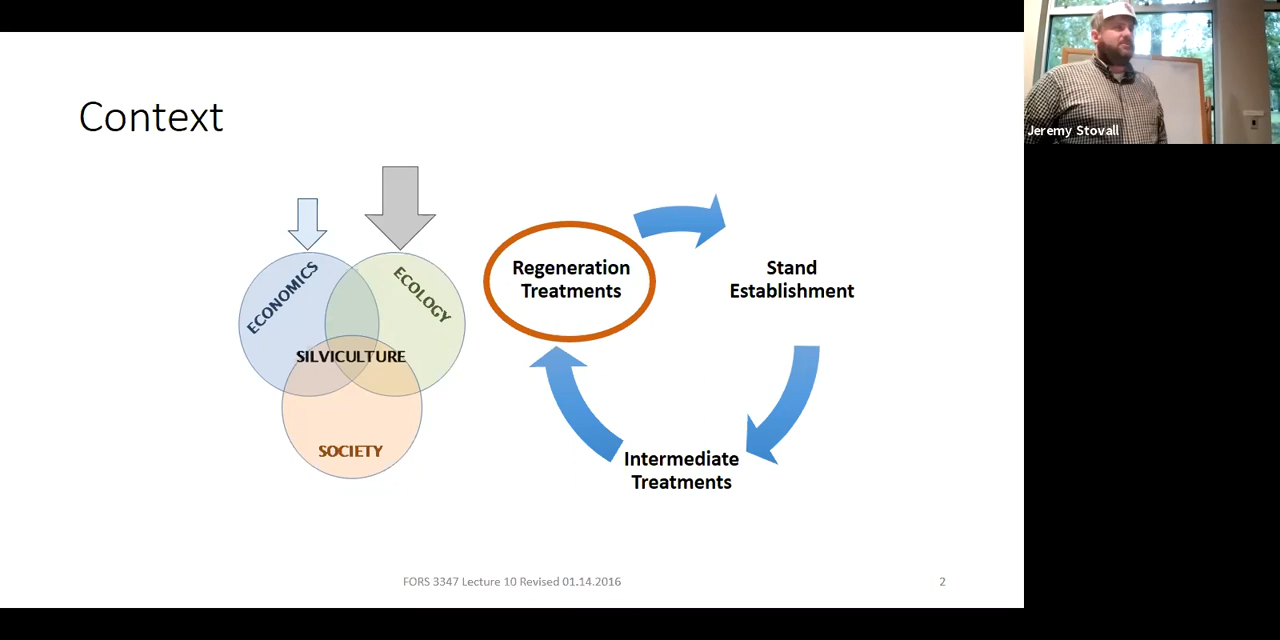 Context
ECONOMICS
ECOLOGY
SILVICULTURE
SOCIETY
Regeneration
Treatments
Stand
Establishment
Intermediate
Treatments
FORS 3347 Lecture 10 Revised 01.14.2016
2
Jeremy Stovall